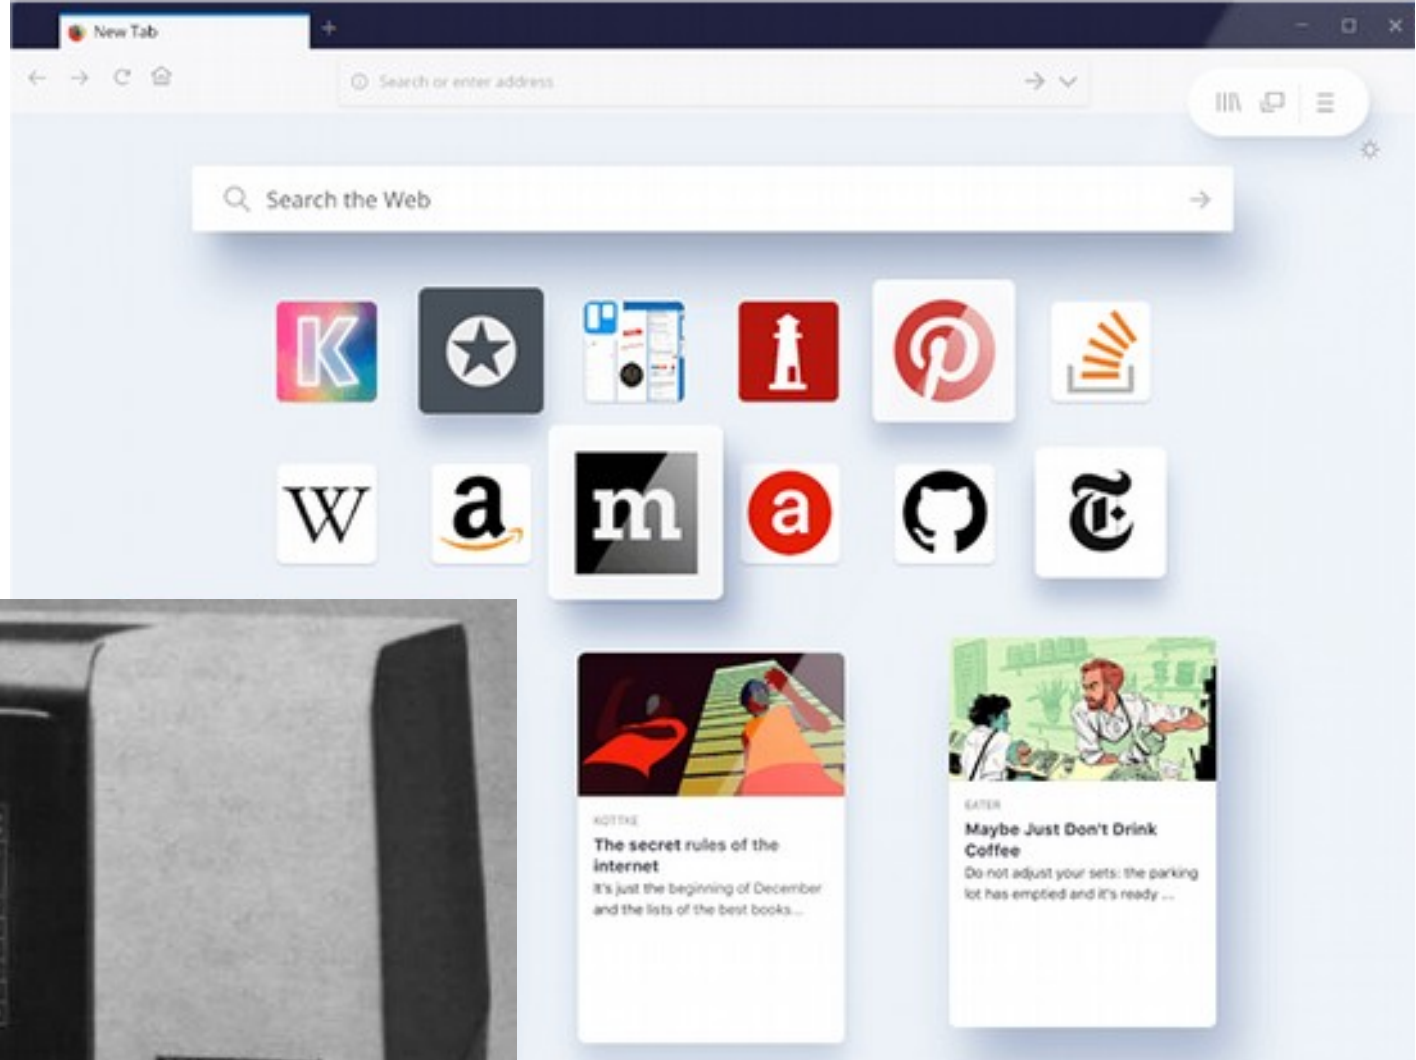 New Tab
Search or enter address
Search the Web
K
W
a
m
a
KOTTKE
The secret rules of the
internet
It's just the beginning of December
and the lists of the best books...
EATER
Maybe Just Don't Drink
Coffee
Do not adjust your sets: the parking
lot has emptied and it's ready ...